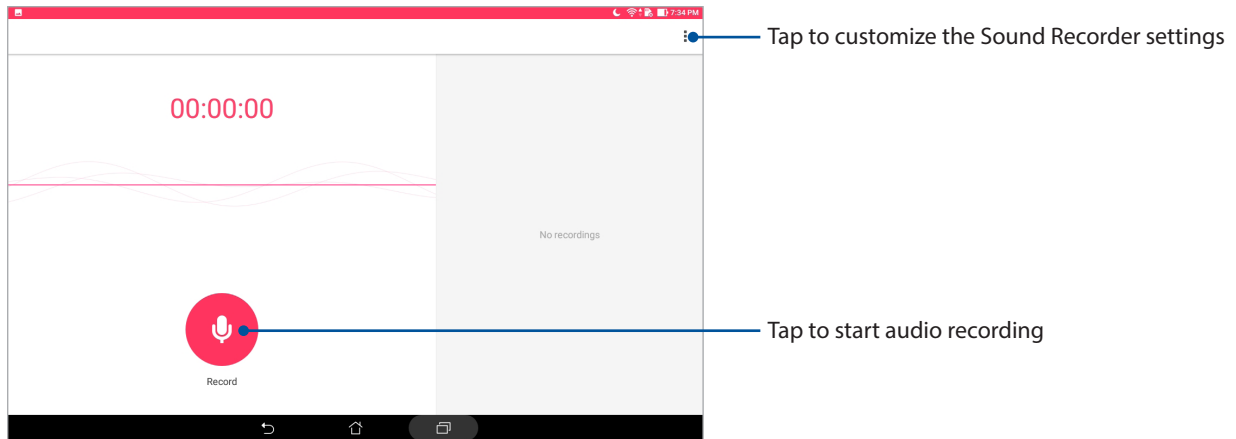 7:34 PM
Tap to customize the Sound Recorder settings
00:00:00
No recordings
Tap to start audio recording
Record